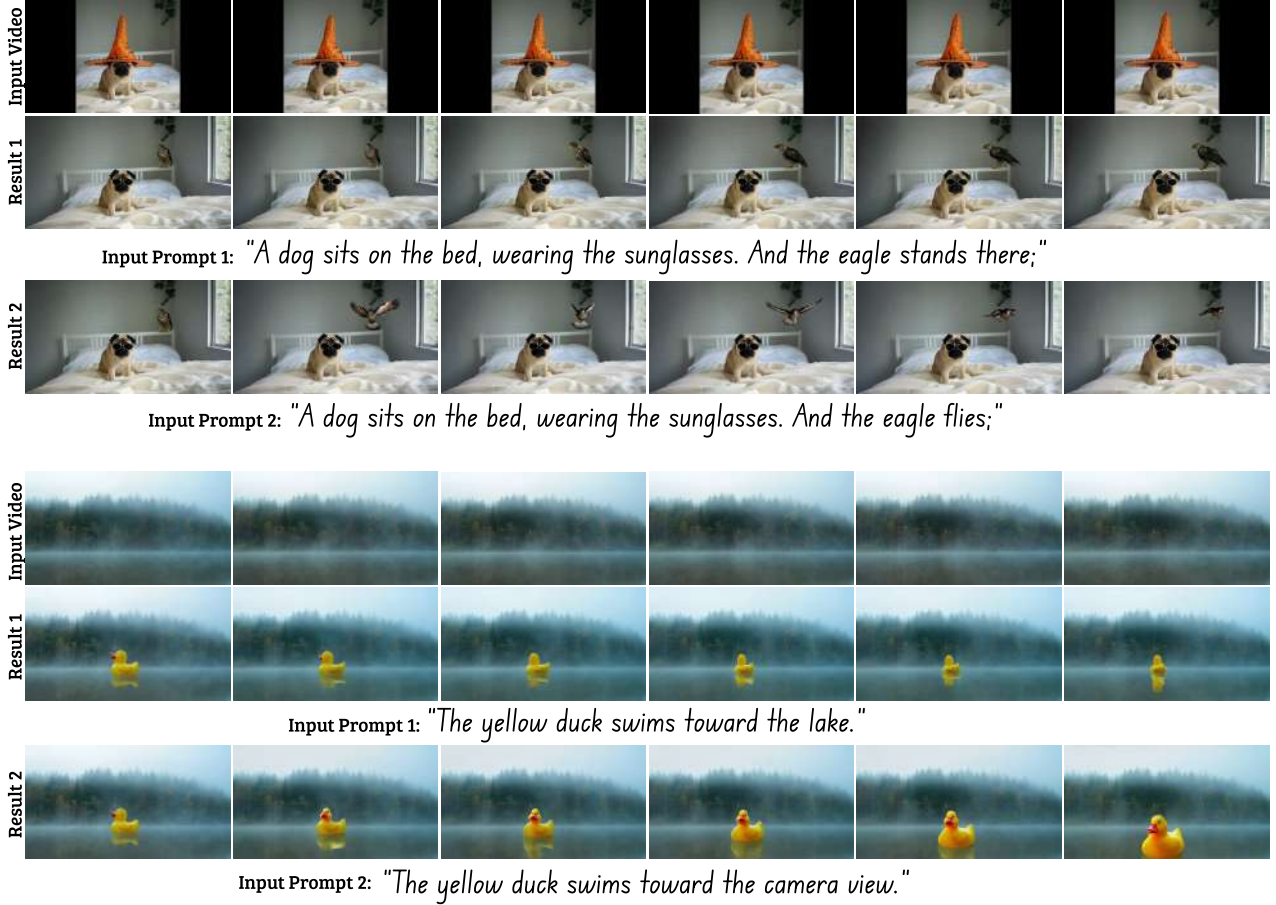 Input Video
Result 1
Input Prompt 1: "A dog sits on the bed, wearing the sunglasses. And the eagle stands there;"
Result 2
Input Prompt 2: "A dog sits on the bed, wearing the sunglasses. And the eagle flies;"
Input Video
Result 1
Input Prompt 1: "The yellow duck swims toward the lake."
Result 2
Input Prompt 2: "The yellow duck swims toward the camera view."